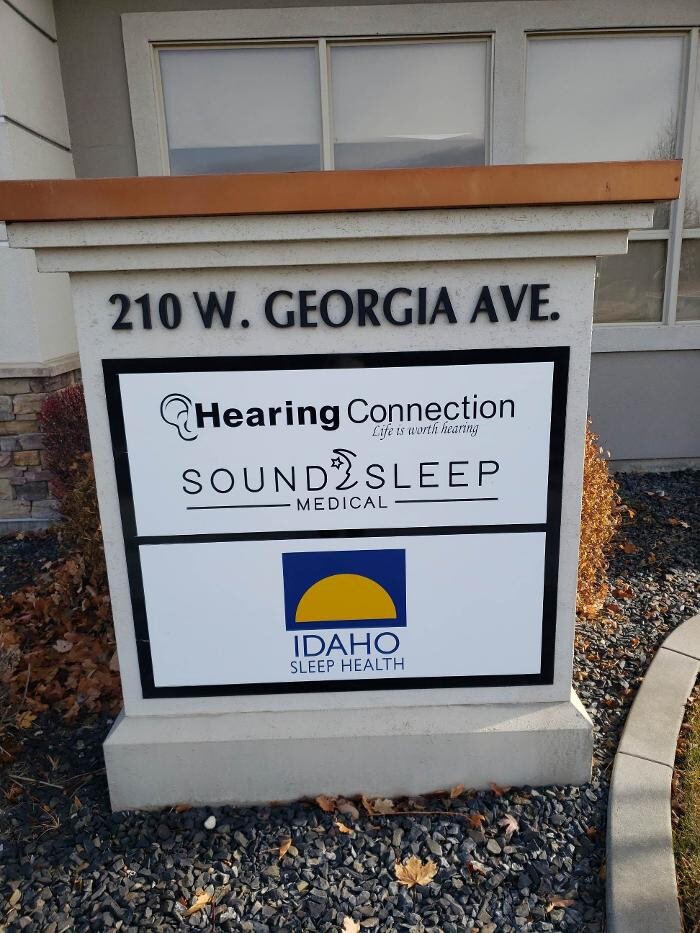 210 W. GEORGIA AVE.
Hearing Connection
Life is worth hearing
SOUND SLEEP
MEDICAL
IDAHO
SLEEP HEALTH